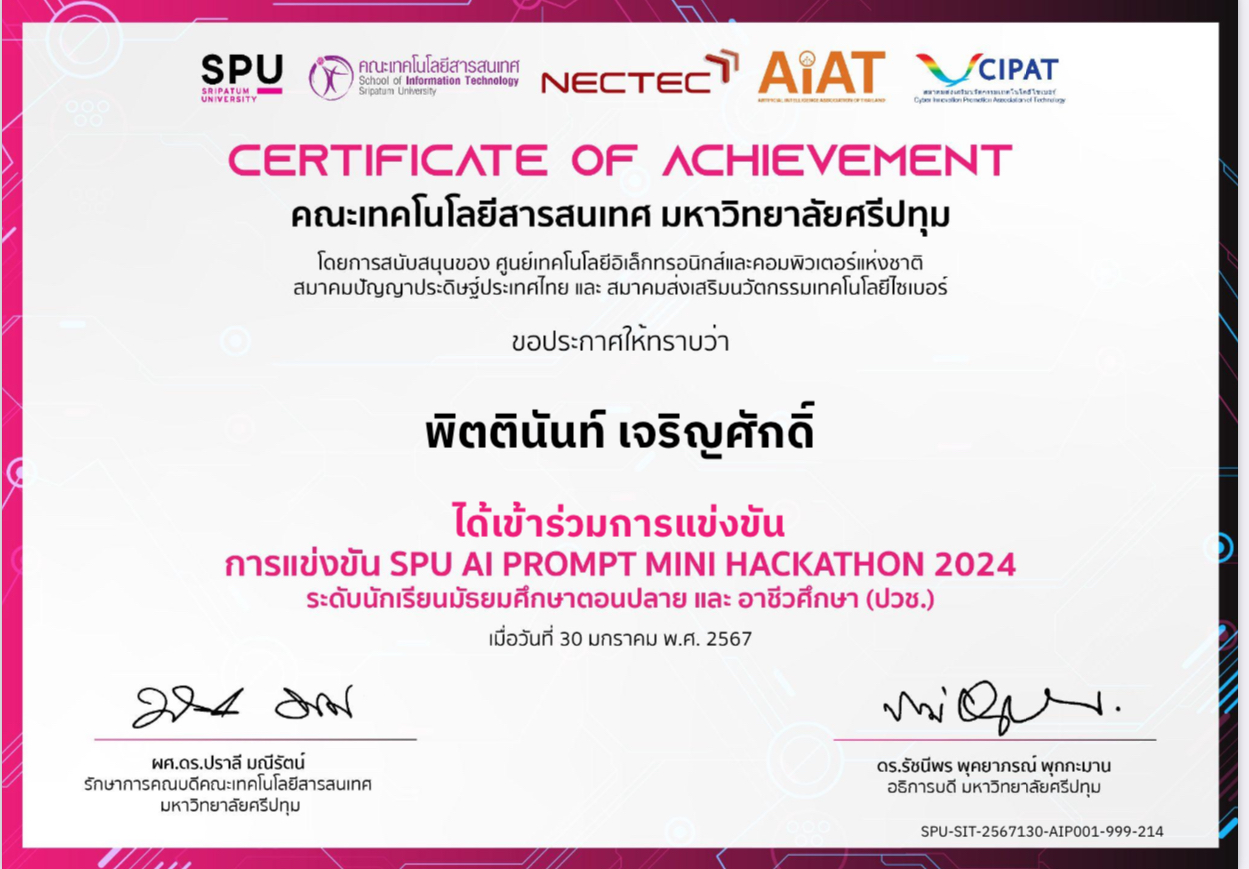 SPU
SRIPATUM
UNIVERSITY
คณะเทคโนโลยีสารสนเทศ
School of Information Technology
Sripatum University
NECTEC
AiAT
ARTIFICIAL INTELLIGENCE ASSOCIATION OF THAILAND
CIPAT
สมาคมส่งเสริมนวัตกรรมเทคโนโลยีไซเบอร์
Cyber Innovation Promotion Association of Technology
CERTIFICATE OF ACHIEVEMENT
คณะเทคโนโลยีสารสนเทศ มหาวิทยาลัยศรีปทุม
โดยการสนับสนุนของ ศูนย์เทคโนโลยีอิเล็กทรอนิกส์และคอมพิวเตอร์แห่งชาติ
สมาคมปัญญาประดิษฐ์ประเทศไทย และ สมาคมส่งเสริมนวัตกรรมเทคโนโลยีไซเบอร์
ขอประกาศให้ทราบว่า
พิตตินันท์ เจริญศักดิ์
ได้เข้าร่วมการแข่งขัน
การแข่งขัน SPU AI PROMPT MINI HACKATHON 2024
ระดับนักเรียนมัธยมศึกษาตอนปลาย และ อาชีวศึกษา (ปวช.)
เมื่อวันที่ 30 มกราคม พ.ศ. 2567
ผศ.ดร.ปราลี มณีรัตน์
รักษาการคณบดีคณะเทคโนโลยีสารสนเทศ
มหาวิทยาลัยศรีปทุม
ดร.รัชนีพร พุคยาภรณ์ พุกกะมาน
อธิการบดี มหาวิทยาลัยศรีปทุม
SPU-SIT-2567130-AIP001-999-214